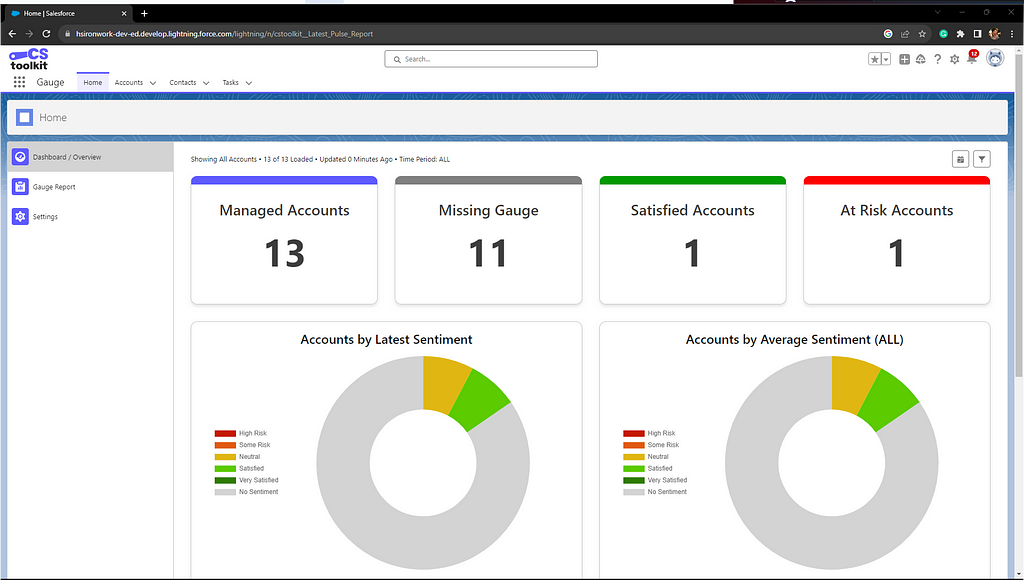 Home | Salesforce
hsironwork-dev-ed.develop.lightning.force.com/lightning/n/cstoolkit__Latest_Pulse_Report
CS
toolkit
Search...
12
Gauge
Home
Accounts
Contacts
Tasks
Home
Dashboard / Overview
Gauge Report
Settings
Showing All Accounts • 13 of 13 Loaded • Updated 0 Minutes Ago • Time Period: ALL
Managed Accounts
13
Missing Gauge
11
Satisfied Accounts
1
At Risk Accounts
1
Accounts by Latest Sentiment
High Risk
Some Risk
Neutral
Satisfied
Very Satisfied
No Sentiment
Accounts by Average Sentiment (ALL)
High Risk
Some Risk
Neutral
Satisfied
Very Satisfied
No Sentiment